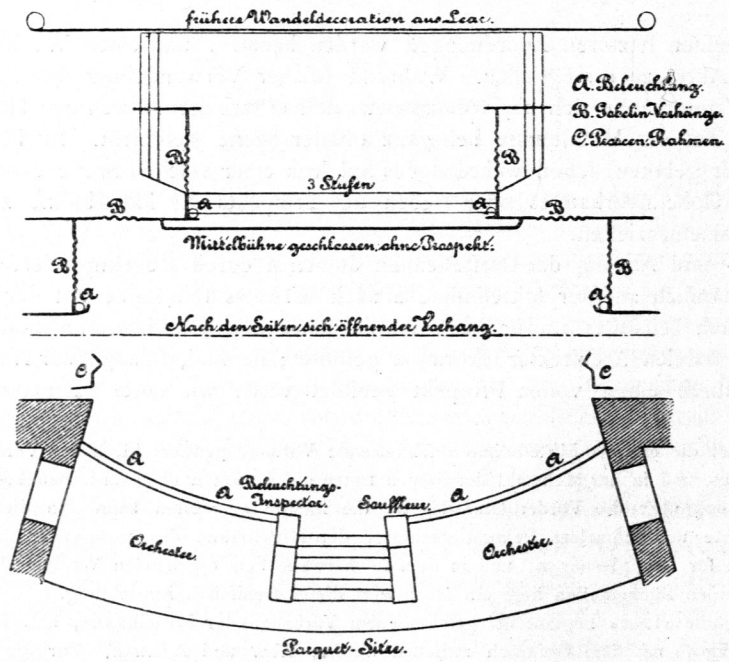 frühere Wandeldecoration aus Lear.
A. Beleuchtung.
B. Gobelin-Vorhänge.
C. Pickeen-Rahmen.
B
B
3 Stufen
A
A
B
B
Mittelbühne geschlossen, ohne Prospekt.
B
B
A
A
Nach den Seiten sich öffnender Vorhang.
C
C
A
A
A
A
Beleuchtungs-
Inspector.
Souffleur.
Orchester.
Orchester.
Parquet-Sitze.